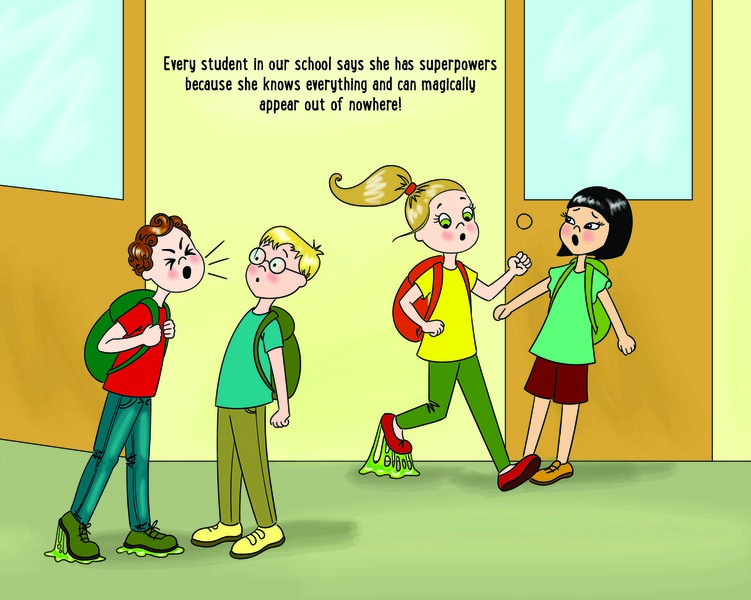 Every student in our school says she has superpowers
because she knows everything and can magically
appear out of nowhere!